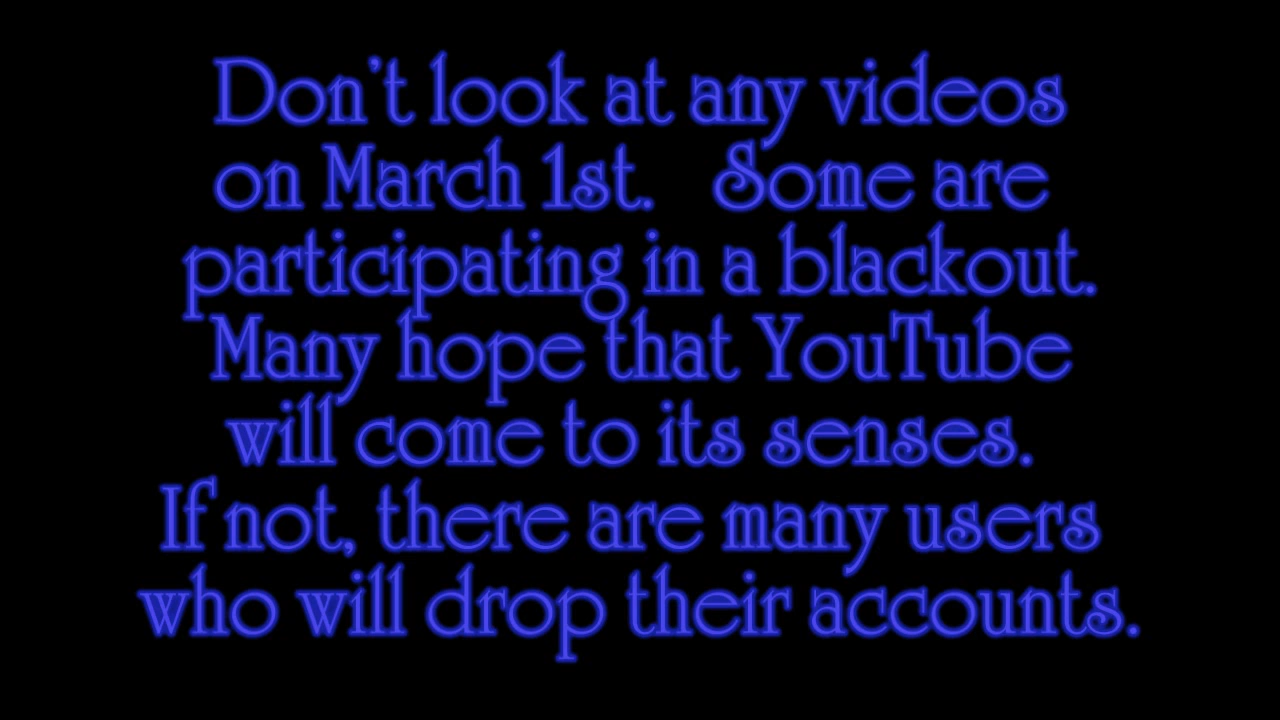 Don't look at any videos
on March 1st. Some are
participating in a blackout.
Many hope that YouTube
will come to its senses.
If not, there are many users
who will drop their accounts.